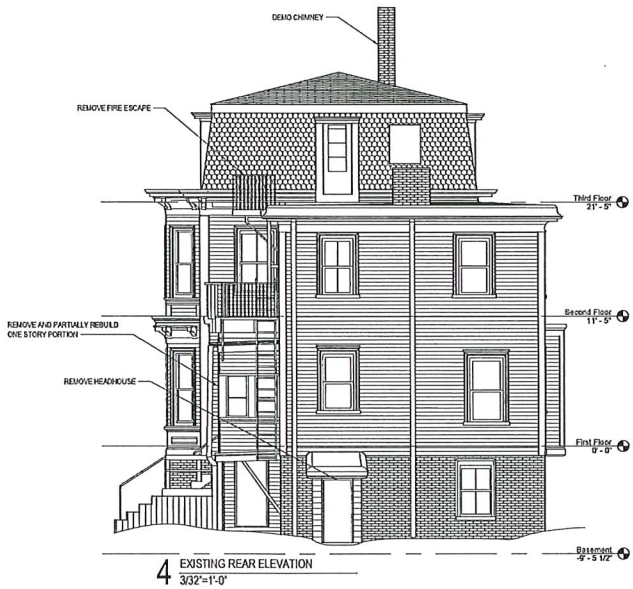 DEMO CHIMNEY
REMOVE FIRE ESCAPE
Third Floor
21' - 5"
Second Floor
11' - 5"
REMOVE AND PARTIALLY REBUILD
ONE STORY PORTION
REMOVE HEADHOUSE
First Floor
0' - 0"
Basement
-9' - 5 1/2"
4 EXISTING REAR ELEVATION
3/32"=1'-0"